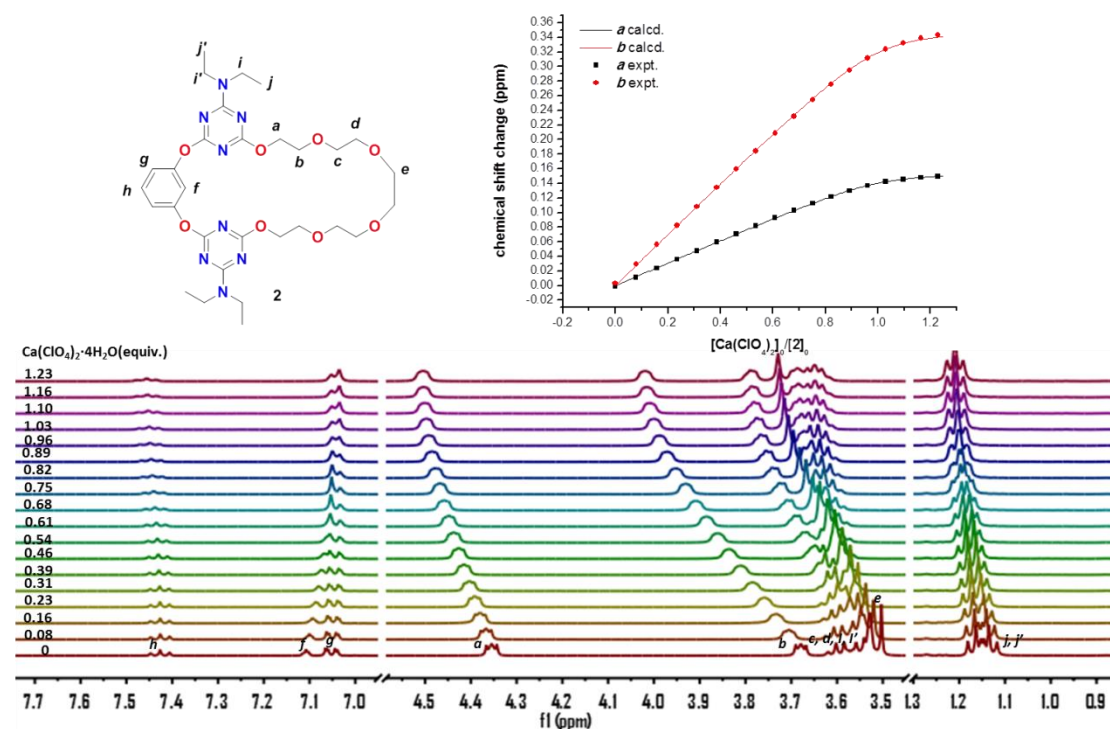 j'
i
i'
N
j
N
N
N
O
a
O
d
O
b
c
e
g
f
h
O
O
N
N
O
O
O
N
N
2
a calcd.
b calcd.
a expt.
b expt.
chemical shift change (ppm)
0.36
0.34
0.32
0.30
0.28
0.26
0.24
0.22
0.20
0.18
0.16
0.14
0.12
0.10
0.08
0.06
0.04
0.02
0.00
-0.02
-0.2 0.0 0.2 0.4 0.6 0.8 1.0 1.2
[Ca(ClO4)2]0/[2]0
Ca(ClO4)2·4H2O(equiv.)
1.23
1.16
1.10
1.03
0.96
0.89
0.82
0.75
0.68
0.61
0.54
0.46
0.39
0.31
0.23
0.16
0.08
0
h f g a b c, d, i, i' e j, j'
7.7 7.6 7.5 7.4 7.3 7.2 7.1 7.0 4.5 4.4 4.3 4.2 4.1 4.0 3.9 3.8 3.7 3.6 3.5 1.3 1.2 1.1 1.0 0.9
f1 (ppm)